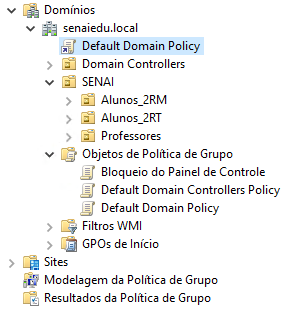 Domínios
senaiedu.local
Default Domain Policy
Domain Controllers
SENAI
Alunos_2RM
Alunos_2RT
Professores
Objetos de Política de Grupo
Bloqueio do Painel de Controle
Default Domain Controllers Policy
Default Domain Policy
Filtros WMI
GPOs de Início
Sites
Modelagem da Política de Grupo
Resultados da Política de Grupo